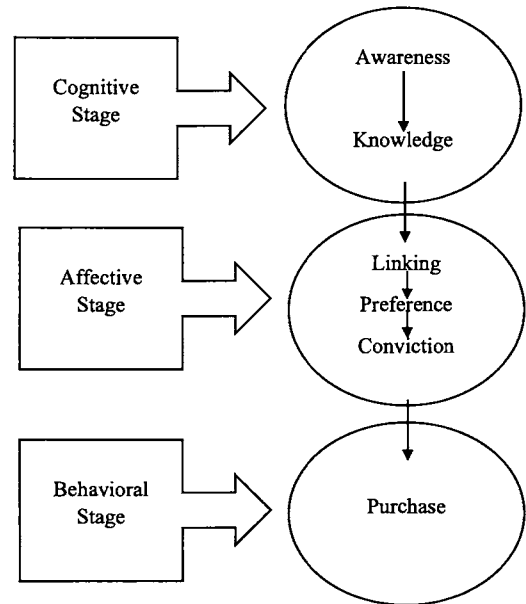 Cognitive
Stage
Awareness
Knowledge
Affective
Stage
Linking
Preference
Conviction
Behavioral
Stage
Purchase